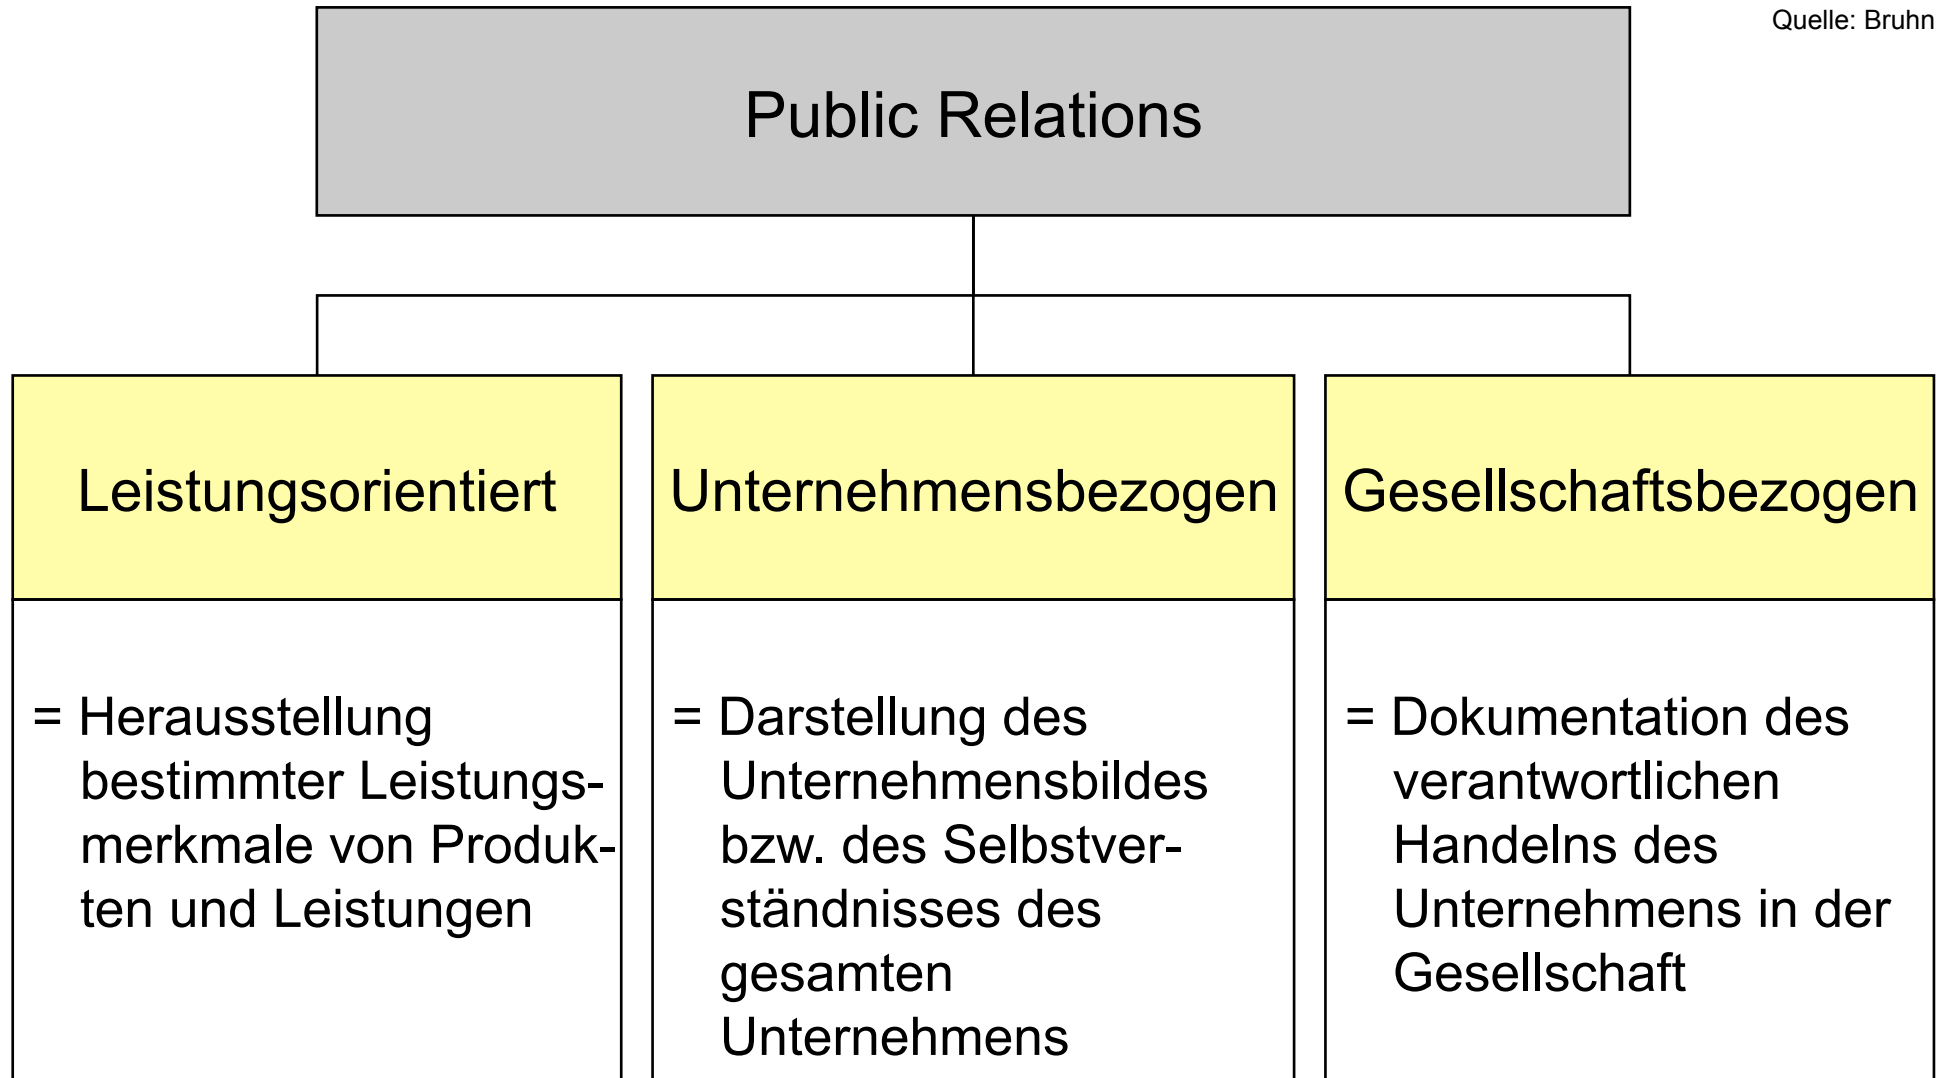 Quelle: Bruhn
Public Relations
Leistungsorientiert
= Herausstellung
bestimmter Leistungs-
merkmale von Produk-
ten und Leistungen
Unternehmensbezogen
= Darstellung des
Unternehmensbildes
bzw. des Selbstver-
ständnisses des
gesamten
Unternehmens
Gesellschaftsbezogen
= Dokumentation des
verantwortlichen
Handelns des
Unternehmens in der
Gesellschaft